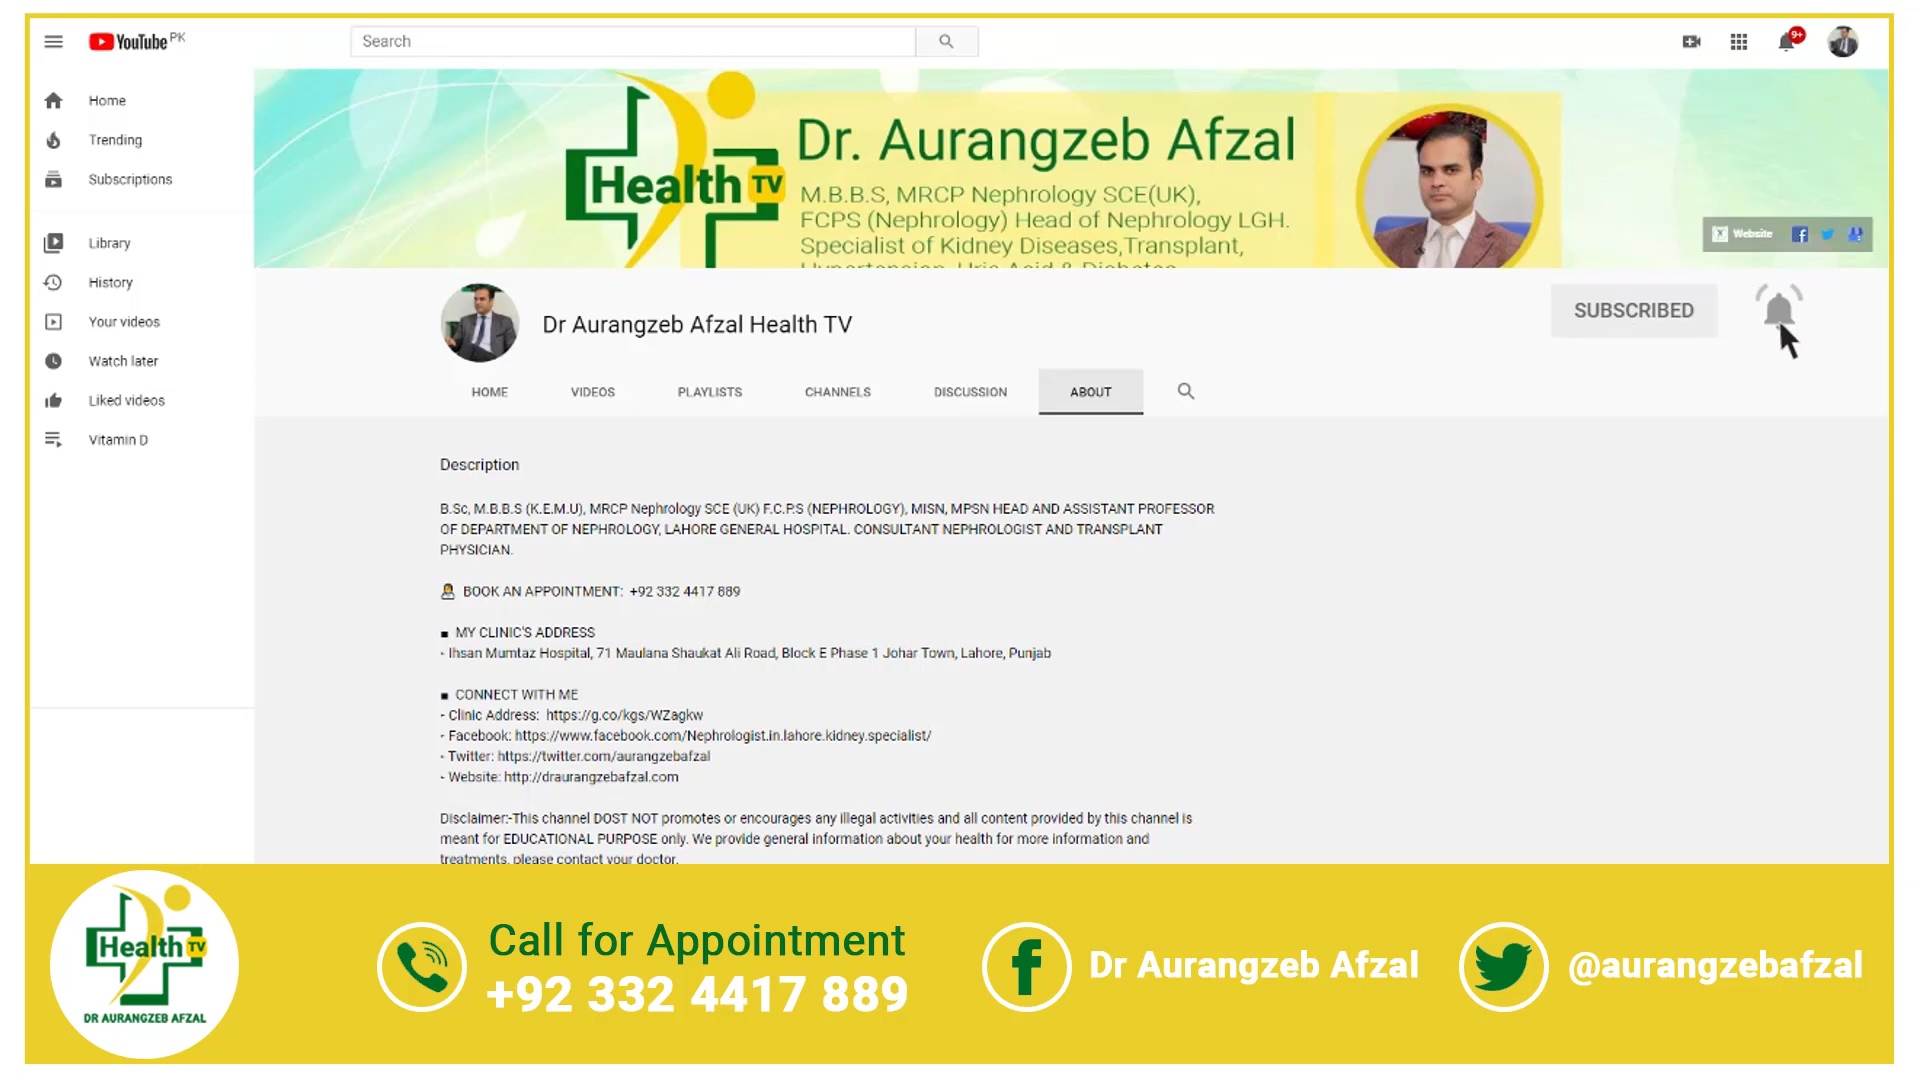 YouTube PK
Search
9+
Home
Trending
Subscriptions
Library
History
Your videos
Watch later
Liked videos
Vitamin D
Health TV
Dr. Aurangzeb Afzal
M.B.B.S, MRCP Nephrology SCE(UK),
FCPS (Nephrology) Head of Nephrology LGH.
Specialist of Kidney Diseases,Transplant,
Hypertension, Uric Acid & Diabetes
Website
Dr Aurangzeb Afzal Health TV
SUBSCRIBED
HOME VIDEOS PLAYLISTS CHANNELS DISCUSSION ABOUT
Description
B.Sc, M.B.B.S (K.E.M.U), MRCP Nephrology SCE (UK) F.C.P.S (NEPHROLOGY), MISN, MPSN HEAD AND ASSISTANT PROFESSOR
OF DEPARTMENT OF NEPHROLOGY, LAHORE GENERAL HOSPITAL. CONSULTANT NEPHROLOGIST AND TRANSPLANT
PHYSICIAN.
BOOK AN APPOINTMENT: +92 332 4417 889
■ MY CLINIC'S ADDRESS
- Ihsan Mumtaz Hospital, 71 Maulana Shaukat Ali Road, Block E Phase 1 Johar Town, Lahore, Punjab
■ CONNECT WITH ME
- Clinic Address: https://g.co/kgs/WZagkw
- Facebook: https://www.facebook.com/Nephrologist.in.lahore.kidney.specialist/
- Twitter: https://twitter.com/aurangzebafzal
- Website: http://draurangzebafzal.com
Disclaimer:-This channel DOST NOT promotes or encourages any illegal activities and all content provided by this channel is
meant for EDUCATIONAL PURPOSE only. We provide general information about your health for more information and
treatments, please contact your doctor.
Health TV
DR AURANGZEB AFZAL
Call for Appointment
+92 332 4417 889
Dr Aurangzeb Afzal
@aurangzebafzal